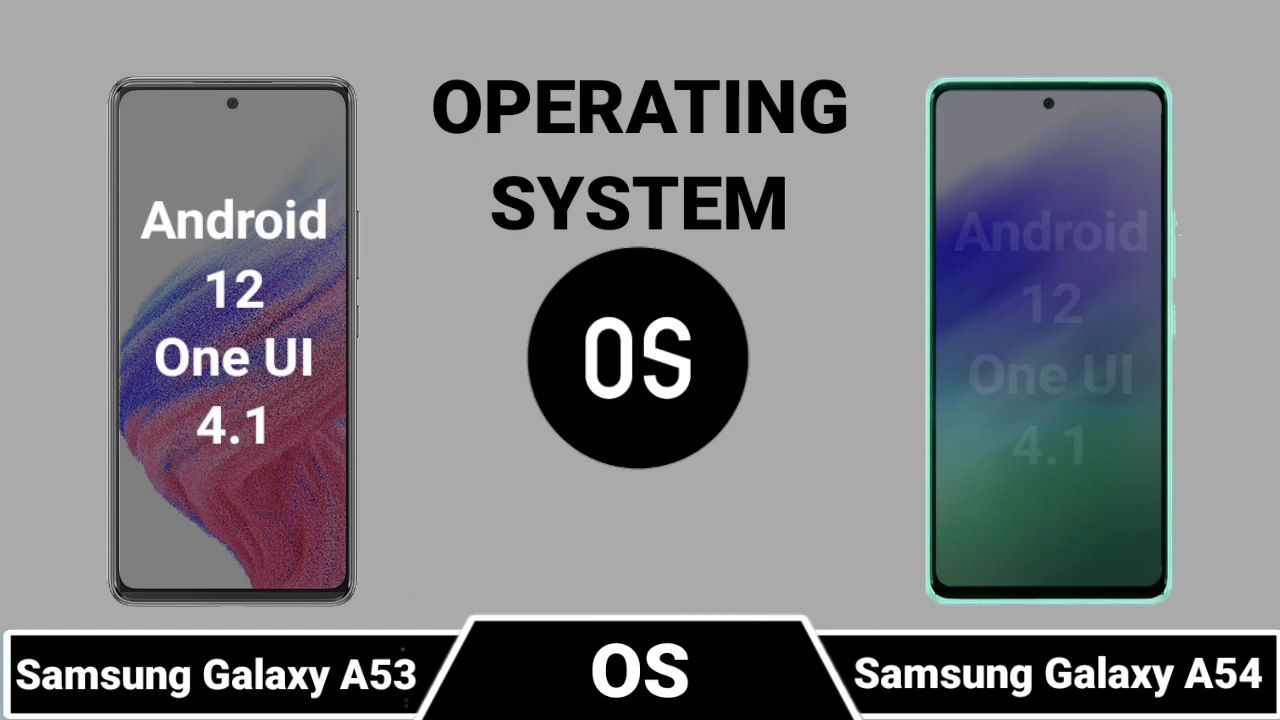 OPERATING
SYSTEM
Android
12
One UI
4.1
OS
Android
12
One UI
4.1
Samsung Galaxy A53
OS
Samsung Galaxy A54